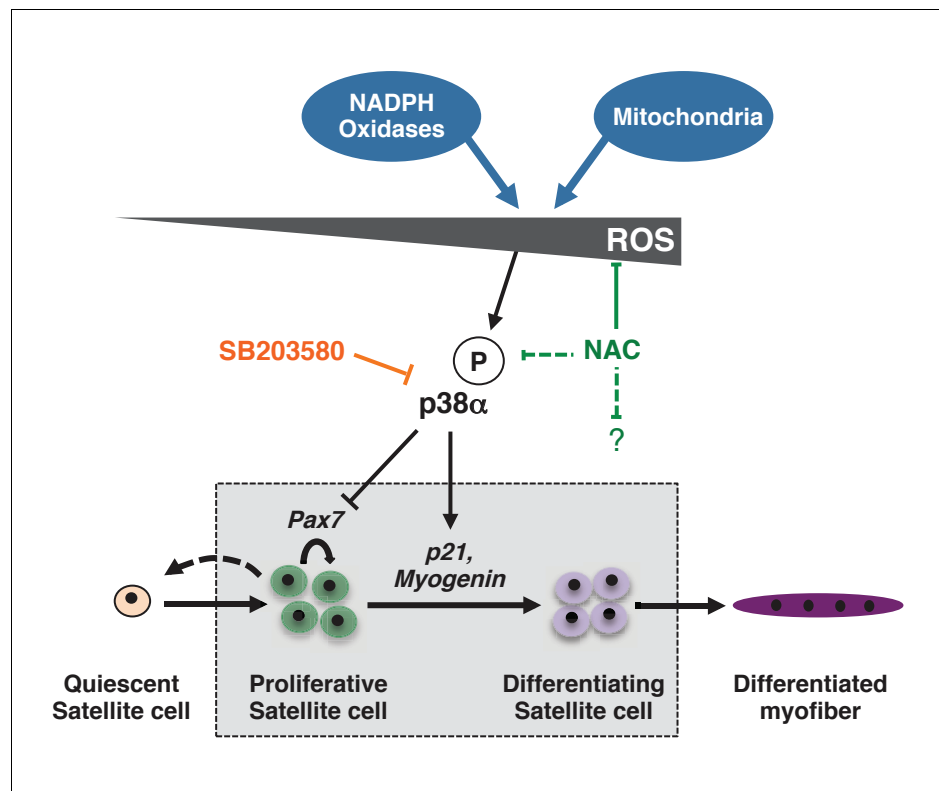 NADPH
Oxidases
Mitochondria
ROS
SB203580
P
NAC
p38α
?
Pax7
p21,
Myogenin
Quiescent
Satellite cell
Proliferative
Satellite cell
Differentiating
Satellite cell
Differentiated
myofiber